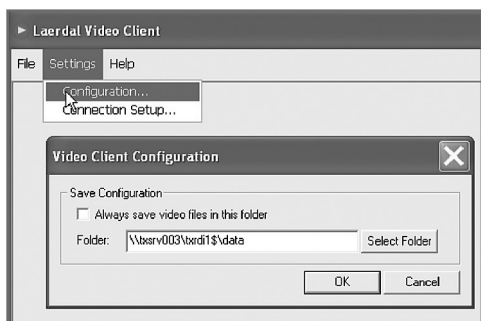 Laerdal Video Client
File Settings Help
Configuration...
Connection Setup...
Video Client Configuration
Save Configuration
Always save video files in this folder
Folder: \\txsrv003\txrdi1$\data Select Folder
OK Cancel